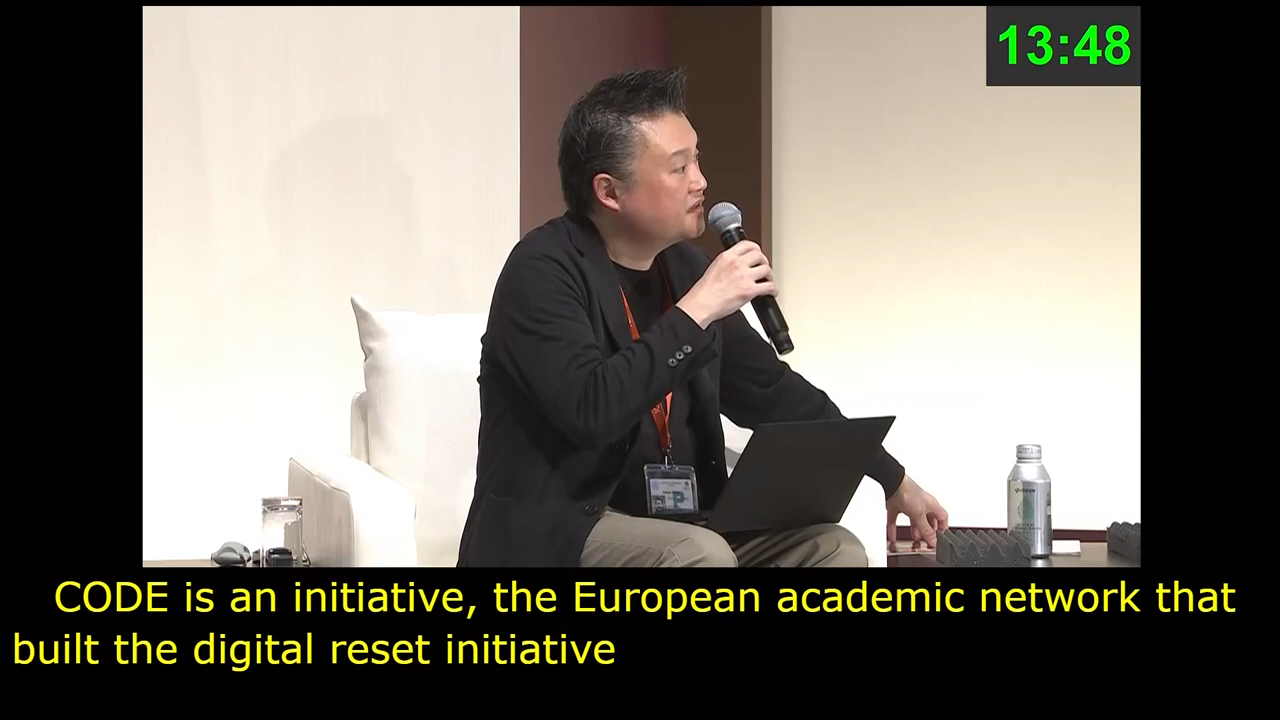 13:48
P
CODE is an initiative, the European academic network that
built the digital reset initiative